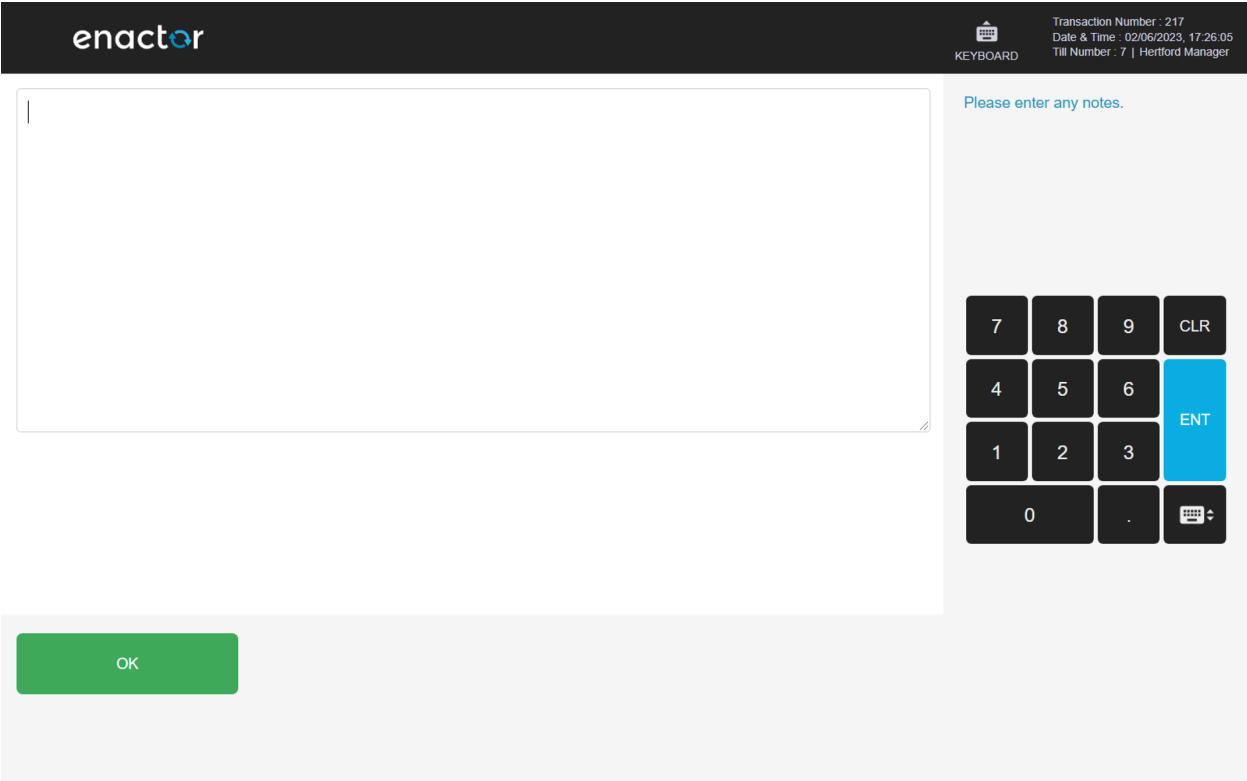 enactor
KEYBOARD
Transaction Number : 217
Date & Time : 02/06/2023, 17:26:05
Till Number : 7 | Hertford Manager
Please enter any notes.
7 8 9 CLR
4 5 6
ENT
1 2 3
0 .
OK